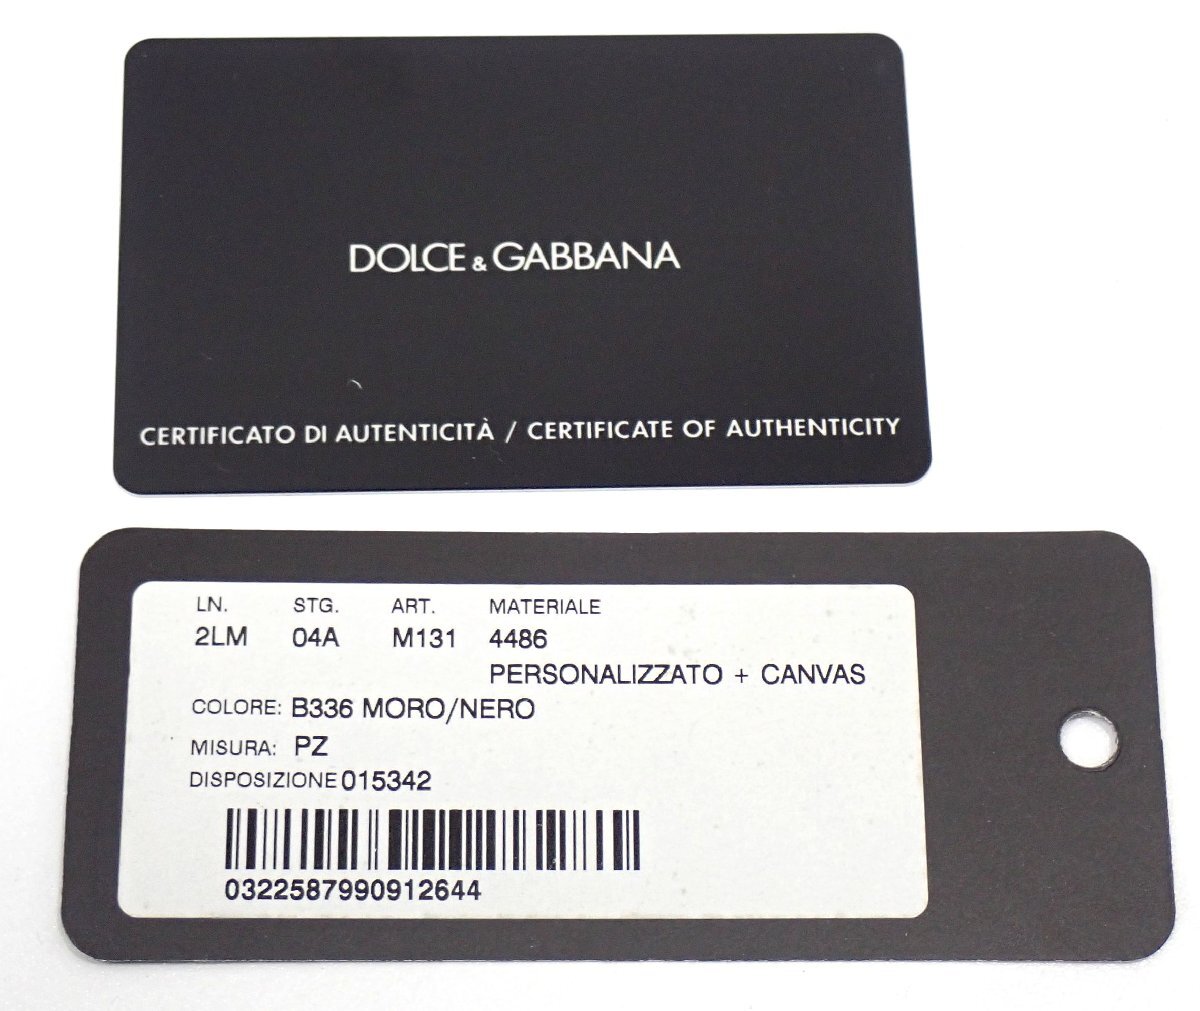 DOLCE & GABBANA
CERTIFICATO DI AUTENTICITÀ / CERTIFICATE OF AUTHENTICITY
LN. STG. ART. MATERIALE
2LM 04A M131 4486
PERSONALIZZATO + CANVAS
COLORE: B336 MORO/NERO
MISURA: PZ
DISPOSIZIONE 015342
0322587990912644